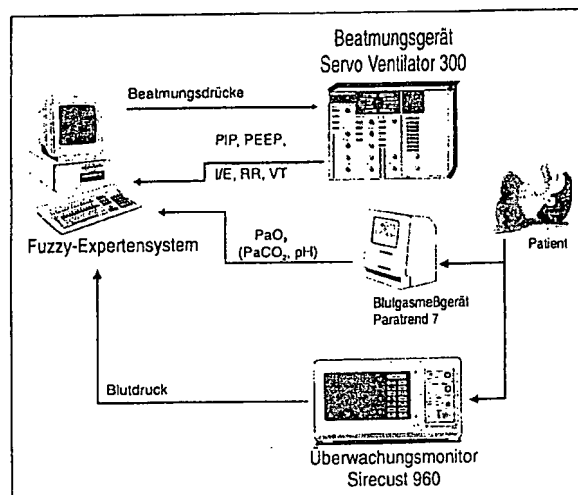 Beatmungsgerät
Servo Ventilator 300
Beatmungsdrücke
PIP, PEEP,
I/E, RR, VT
Fuzzy-Expertensystem
PaO,
(PaCO₂, pH)
Patient
Blutgasmeßgerät
Paratrend 7
Blutdruck
Überwachungsmonitor
Sirecust 960